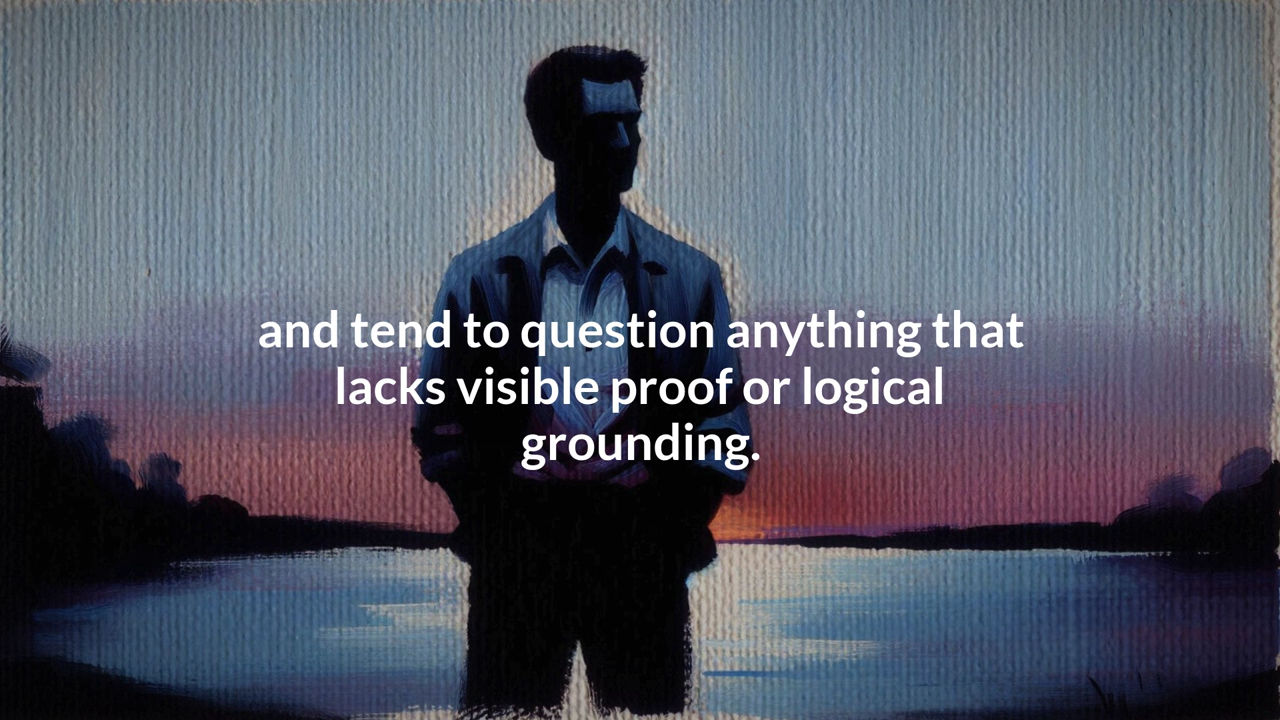 and tend to question anything that
lacks visible proof or logical
grounding.